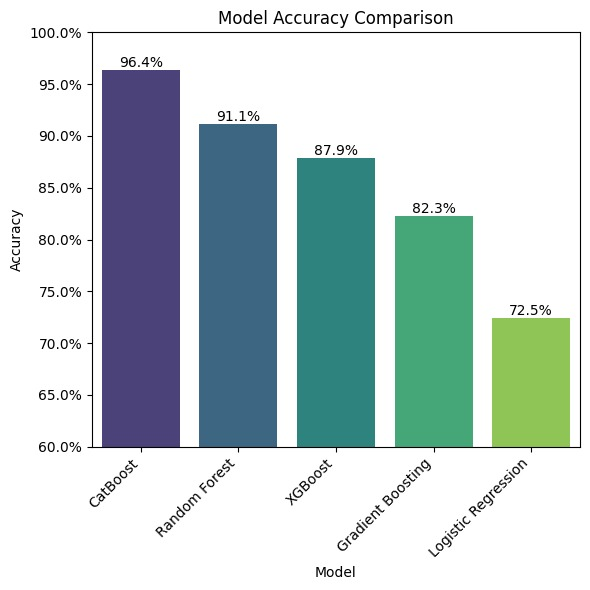 Model Accuracy Comparison
100.0%
95.0%
90.0%
85.0%
80.0%
75.0%
70.0%
65.0%
60.0%
Accuracy
96.4%
91.1%
87.9%
82.3%
72.5%
CatBoost
Random Forest
XGBoost
Gradient Boosting
Logistic Regression
Model